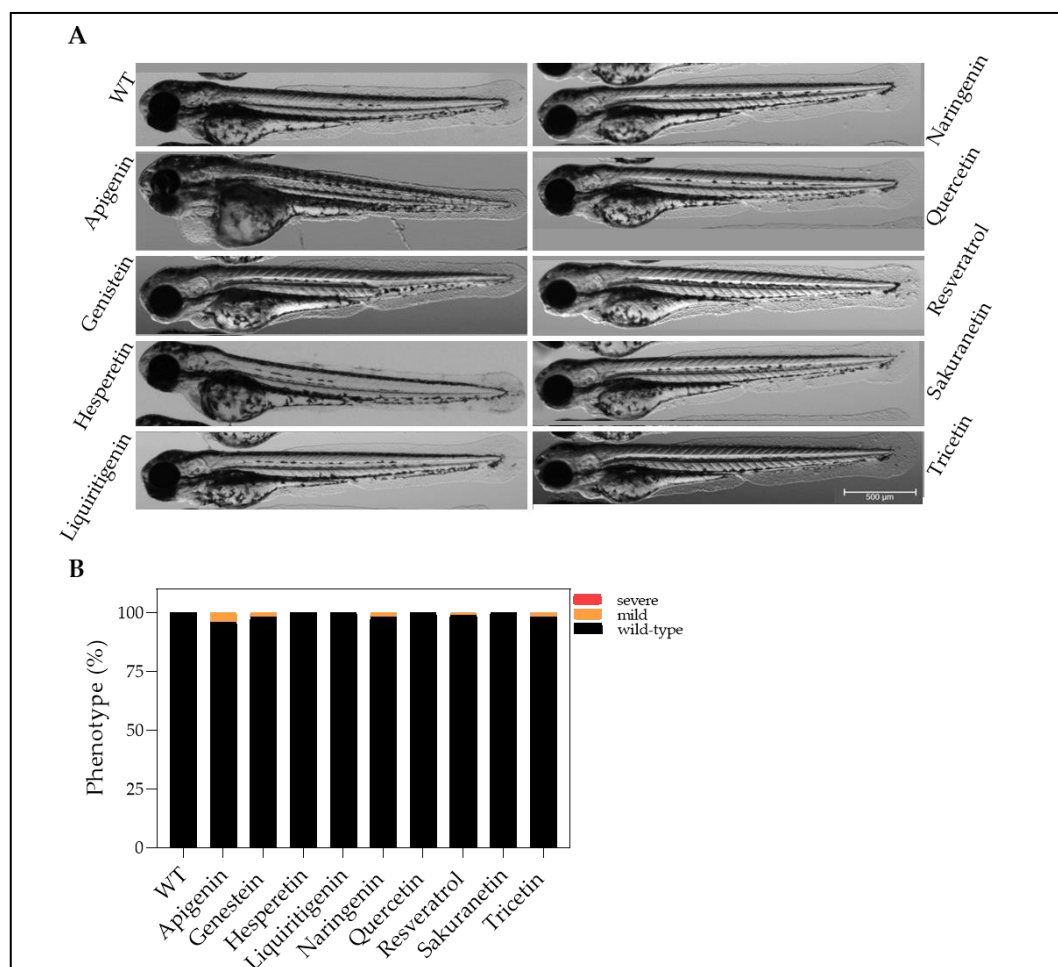 A
WT
Apigenin
Genistein
Hesperetin
Liquiritigenin
Naringenin
Quercetin
Resveratrol
Sakuranetin
Tricetin
500 µm
B
Phenotype (%)
100
75
50
25
0
severe
mild
wild-type
WT
Apigenin
Genestein
Hesperetin
Liquiritigenin
Naringenin
Quercetin
Resveratrol
Sakuranetin
Tricetin